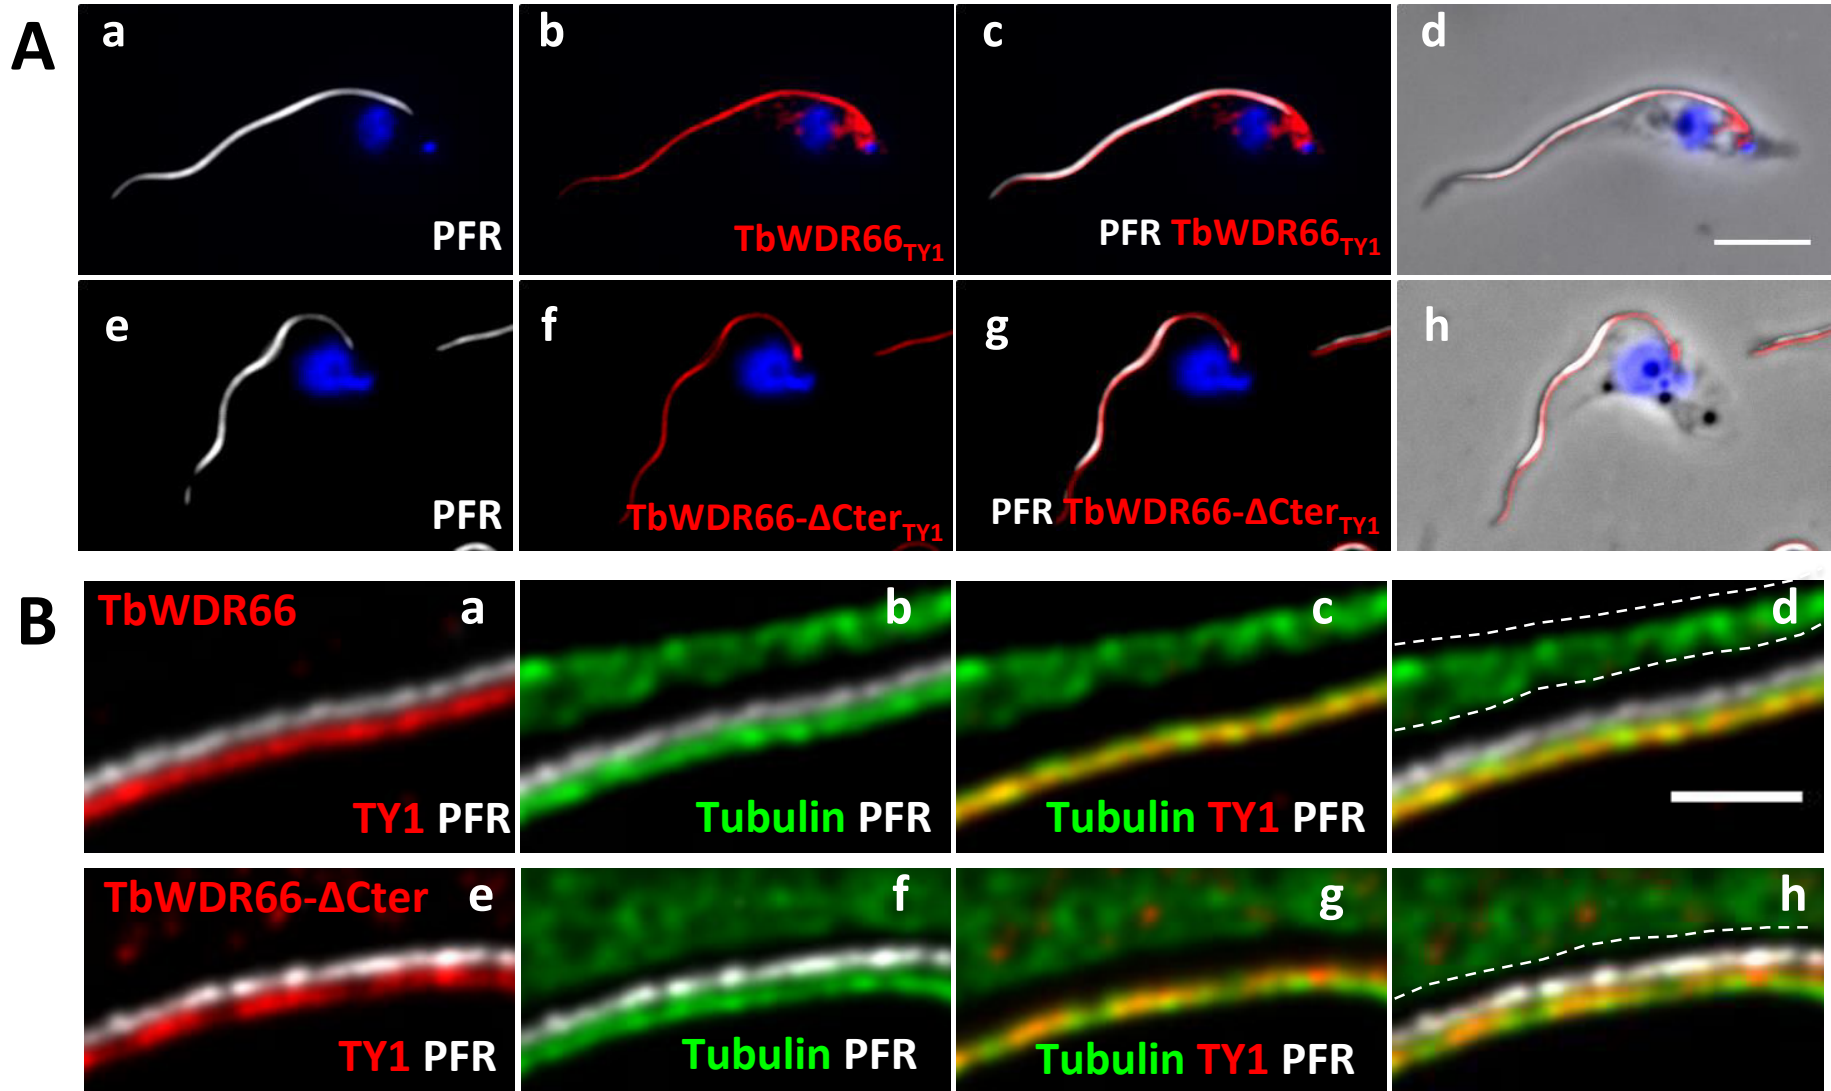 A
a
PFR
b
TbWDR66TY1
c
PFR TbWDR66TY1
d
e
PFR
f
TbWDR66-ΔCterTY1
g
PFR TbWDR66-ΔCterTY1
h
B
TbWDR66 a
TY1 PFR
b
Tubulin PFR
c
Tubulin TY1 PFR
d
TbWDR66-ΔCter e
TY1 PFR
f
Tubulin PFR
g
Tubulin TY1 PFR
h